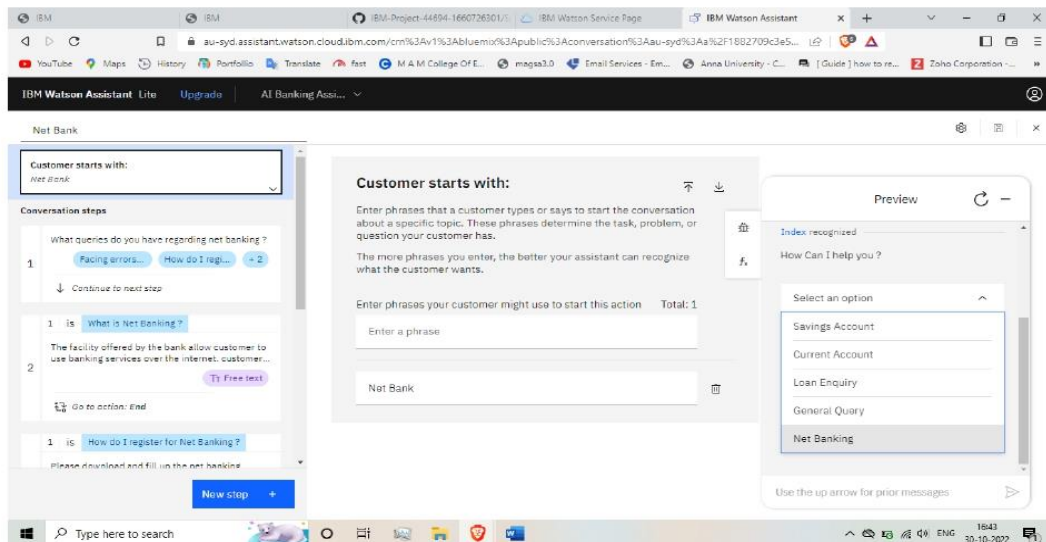 IBM
IBM
IBM-Project-44694-1660726301/
IBM Watson Service Page
IBM Watson Assistant
au-syd.assistant.watson.cloud.ibm.com/crn%3Av1%3Abluemix%3Apublic%3Aconversation%3Aau-syd%3Aa%2F1882709c3e5...
YouTube
Maps
History
Portfollio
Translate
fast
M A M College Of E...
magsa3.0
Email Services - Em...
Anna University - C...
[ Guide ] how to re...
Zoho Corporation -...
IBM Watson Assistant Lite
Upgrade
AI Banking Assi...
Net Bank
Customer starts with:
Net Bank
Conversation steps
What queries do you have regarding net banking ?
1
Facing errors...
How do I regi...
+ 2
Continue to next step
1 is What is Net Banking ?
2
The facility offered by the bank allow customer to
use banking services over the internet. customer...
Free text
Go to action: End
1 is How do I register for Net Banking ?
Please download and fill up the net banking
New step +
Customer starts with:
Enter phrases that a customer types or says to start the conversation
about a specific topic. These phrases determine the task, problem, or
question your customer has.
The more phrases you enter, the better your assistant can recognize
what the customer wants.
Enter phrases your customer might use to start this action
Total: 1
Enter a phrase
Net Bank
Preview
Index recognized
How Can I help you ?
Select an option
Savings Account
Current Account
Loan Enquiry
General Query
Net Banking
Use the up arrow for prior messages
Type here to search
ENG
16:43
30-10-2022